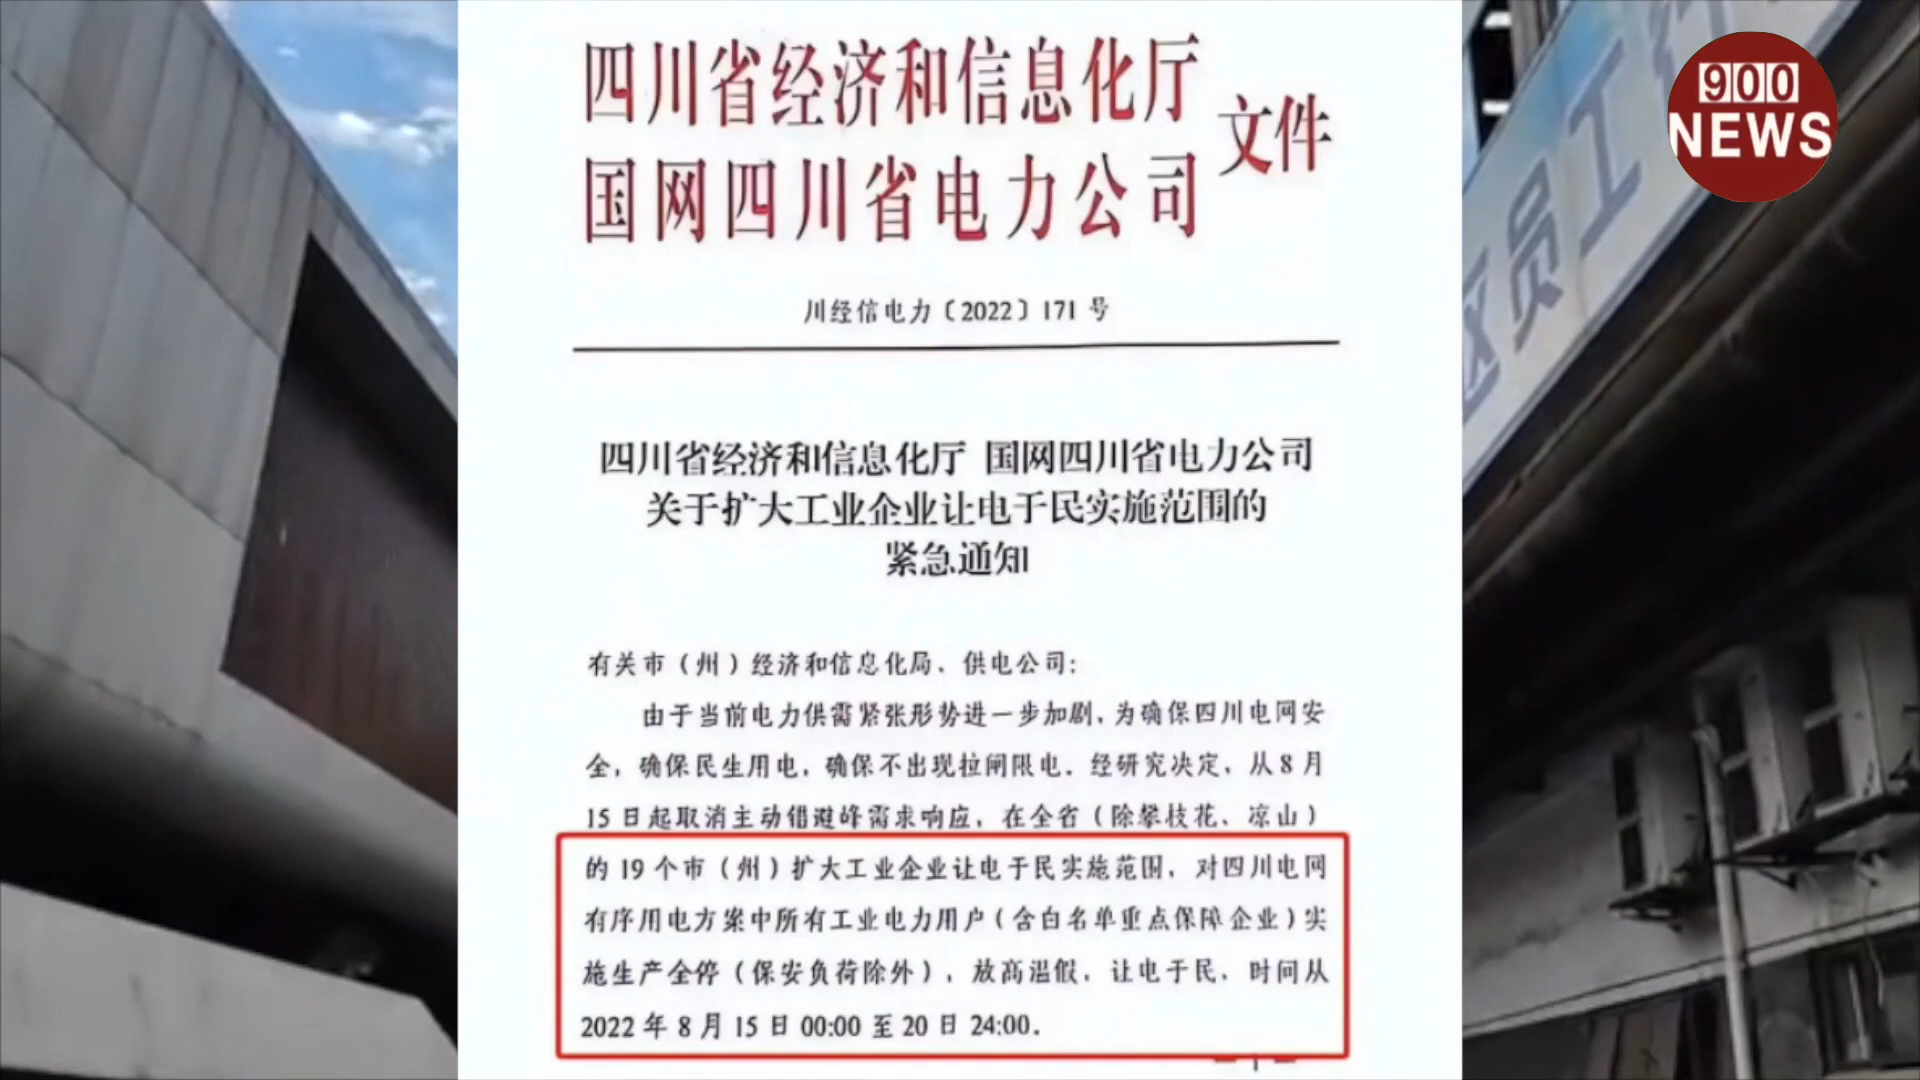 四川省经济和信息化厅
国网四川省电力公司
文件
900
NEWS
川经信电力〔2022〕171 号
四川省经济和信息化厅 国网四川省电力公司
关于扩大工业企业让电于民实施范围的
紧急通知
有关市（州）经济和信息化局、供电公司：
由于当前电力供需紧张形势进一步加剧，为确保四川电网安
全，确保民生用电，确保不出现拉闸限电。经研究决定，从8月
15日起取消主动错避峰需求响应，在全省（除攀枝花、凉山）
的19个市（州）扩大工业企业让电于民实施范围，对四川电网
有序用电方案中所有工业电力用户（含白名单重点保障企业）实
施生产全停（保安负荷除外），放高温假，让电于民，时间从
2022年8月15日00:00至20日24:00。
员工